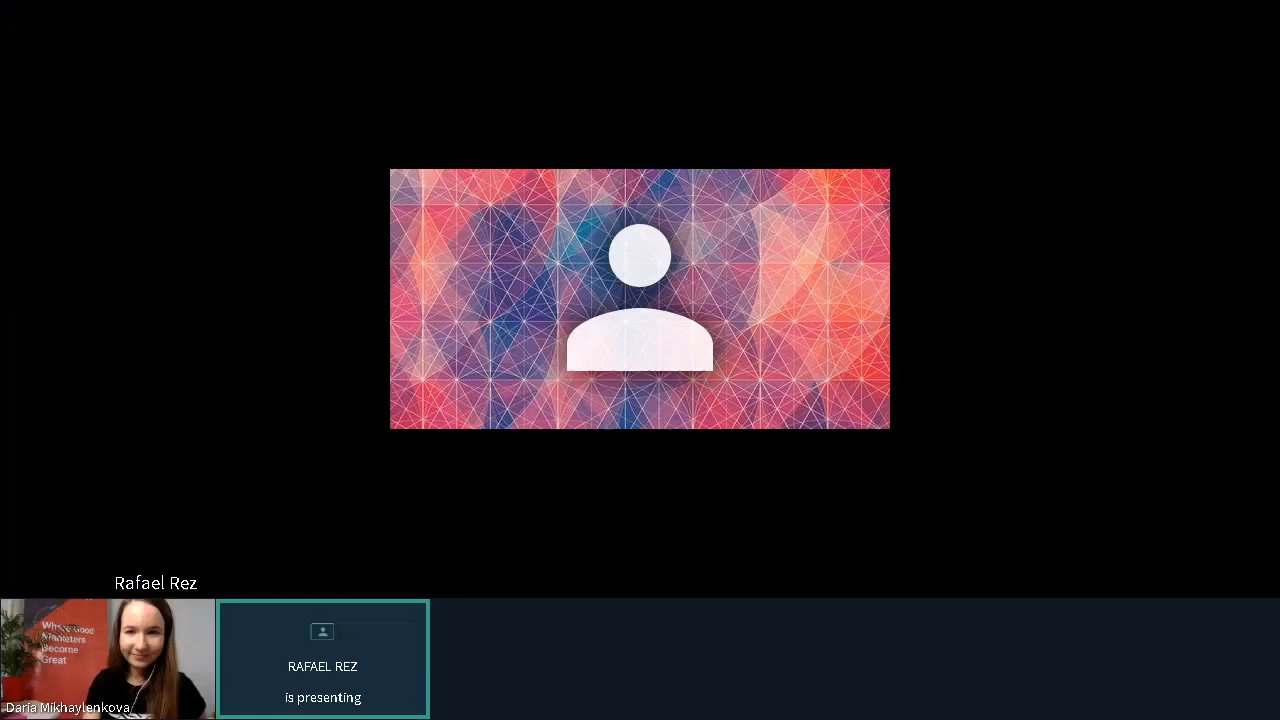 Rafael Rez
Where Good
Marketers
Become
Great
Daria Mikhaylenkova
RAFAEL REZ
is presenting